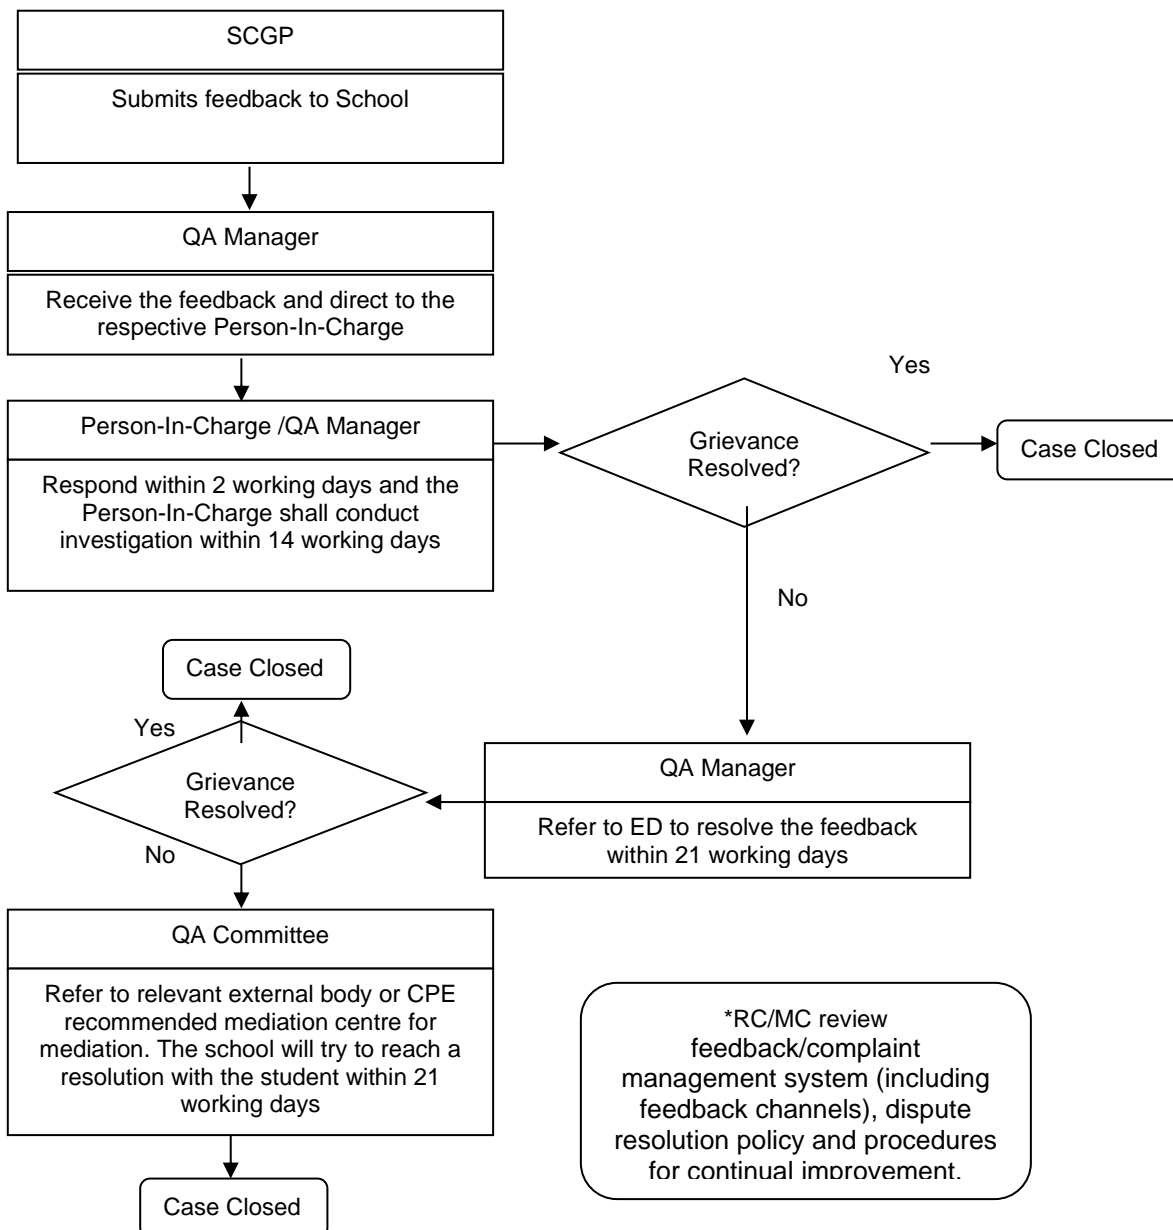 SCGP
Submits feedback to School
QA Manager
Receive the feedback and direct to the
respective Person-In-Charge
Person-In-Charge /QA Manager
Respond within 2 working days and the
Person-In-Charge shall conduct
investigation within 14 working days
Grievance
Resolved?
Yes
Case Closed
No
QA Manager
Refer to ED to resolve the feedback
within 21 working days
Grievance
Resolved?
Yes
Case Closed
No
QA Committee
Refer to relevant external body or CPE
recommended mediation centre for
mediation. The school will try to reach a
resolution with the student within 21
working days
Case Closed
*RC/MC review
feedback/complaint
management system (including
feedback channels), dispute
resolution policy and procedures
for continual improvement.